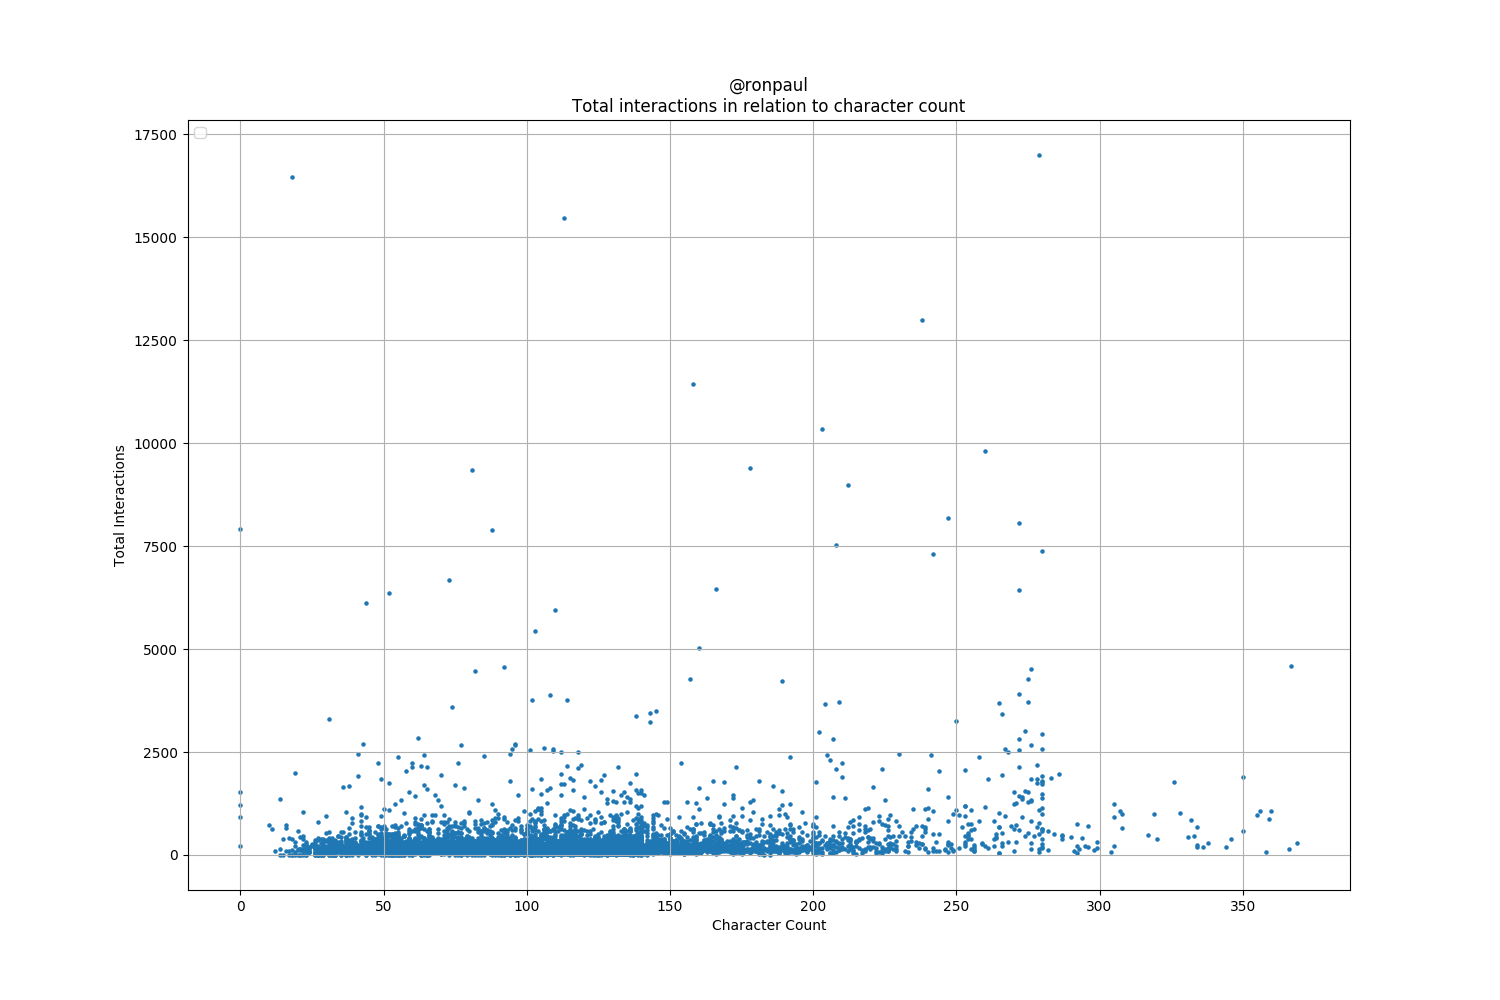 @ronpaul
Total interactions in relation to character count
17500
15000
12500
10000
7500
5000
2500
0
Total Interactions
0 50 100 150 200 250 300 350
Character Count